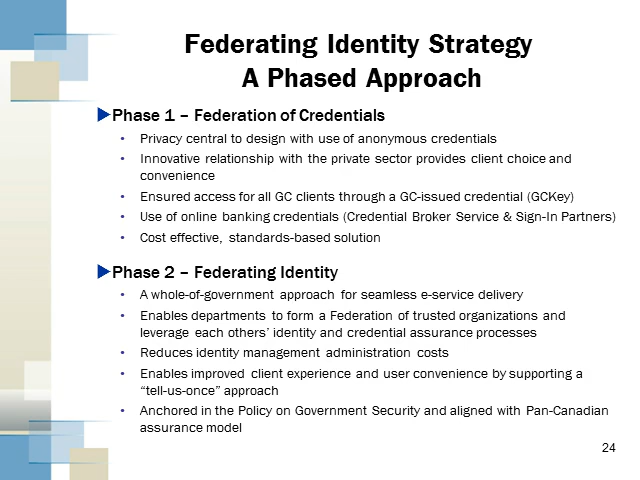 Federating Identity Strategy
A Phased Approach
Phase 1 – Federation of Credentials
• Privacy central to design with use of anonymous credentials
• Innovative relationship with the private sector provides client choice and
convenience
• Ensured access for all GC clients through a GC-issued credential (GCKey)
• Use of online banking credentials (Credential Broker Service & Sign-In Partners)
• Cost effective, standards-based solution
Phase 2 – Federating Identity
• A whole-of-government approach for seamless e-service delivery
• Enables departments to form a Federation of trusted organizations and
leverage each others’ identity and credential assurance processes
• Reduces identity management administration costs
• Enables improved client experience and user convenience by supporting a
“tell-us-once” approach
• Anchored in the Policy on Government Security and aligned with Pan-Canadian
assurance model
24